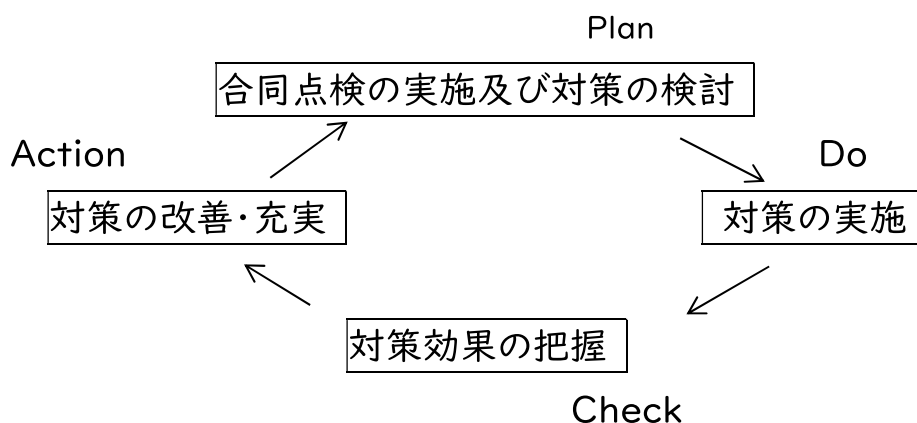 Plan
合同点検の実施及び対策の検討
Action
Do
対策の改善・充実
対策の実施
対策効果の把握
Check